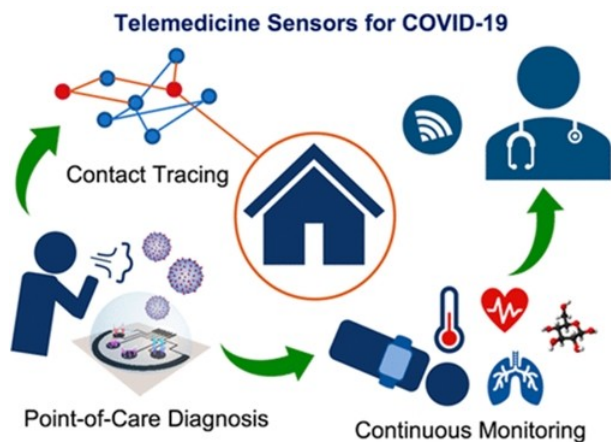 Telemedicine Sensors for COVID-19
Contact Tracing
Point-of-Care Diagnosis
Continuous Monitoring